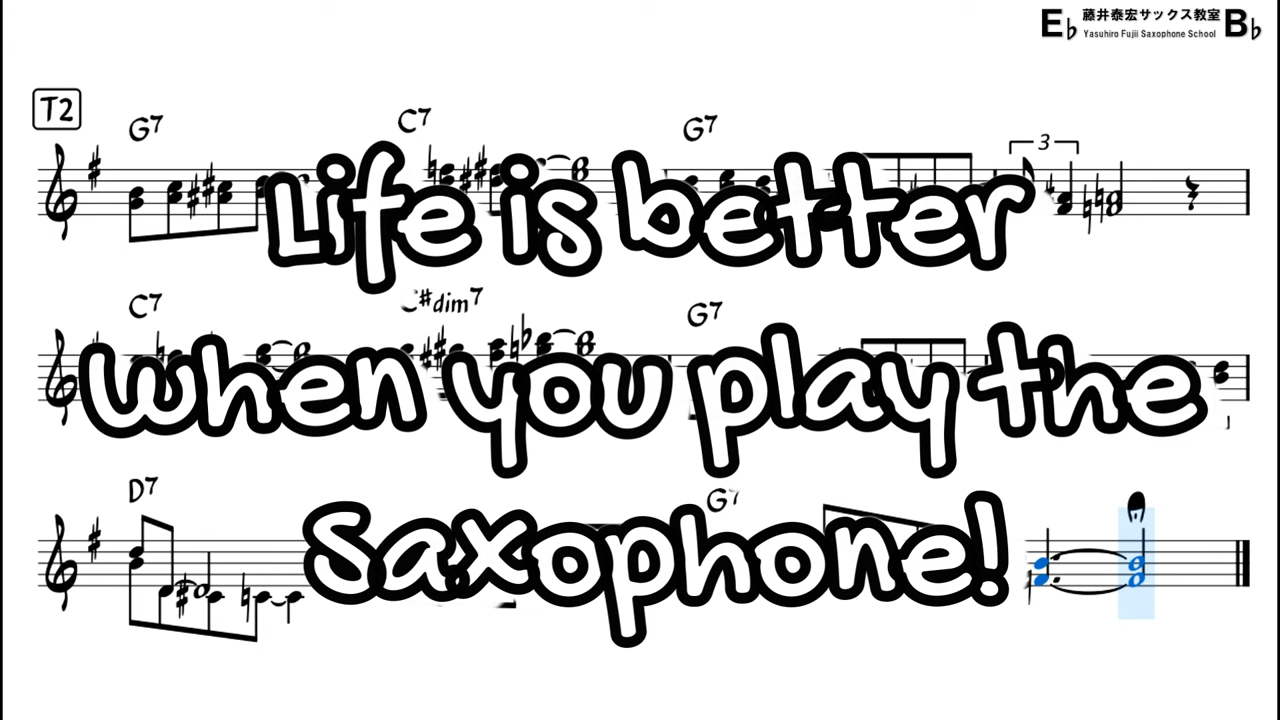 E♭ 藤井泰宏サックス教室 B♭
Yasuhiro Fujii Saxophone School
T2
G7 C7 G7
3
Life is better
C7 C#dim7 G7
when you play the
D7 G7
Saxophone!